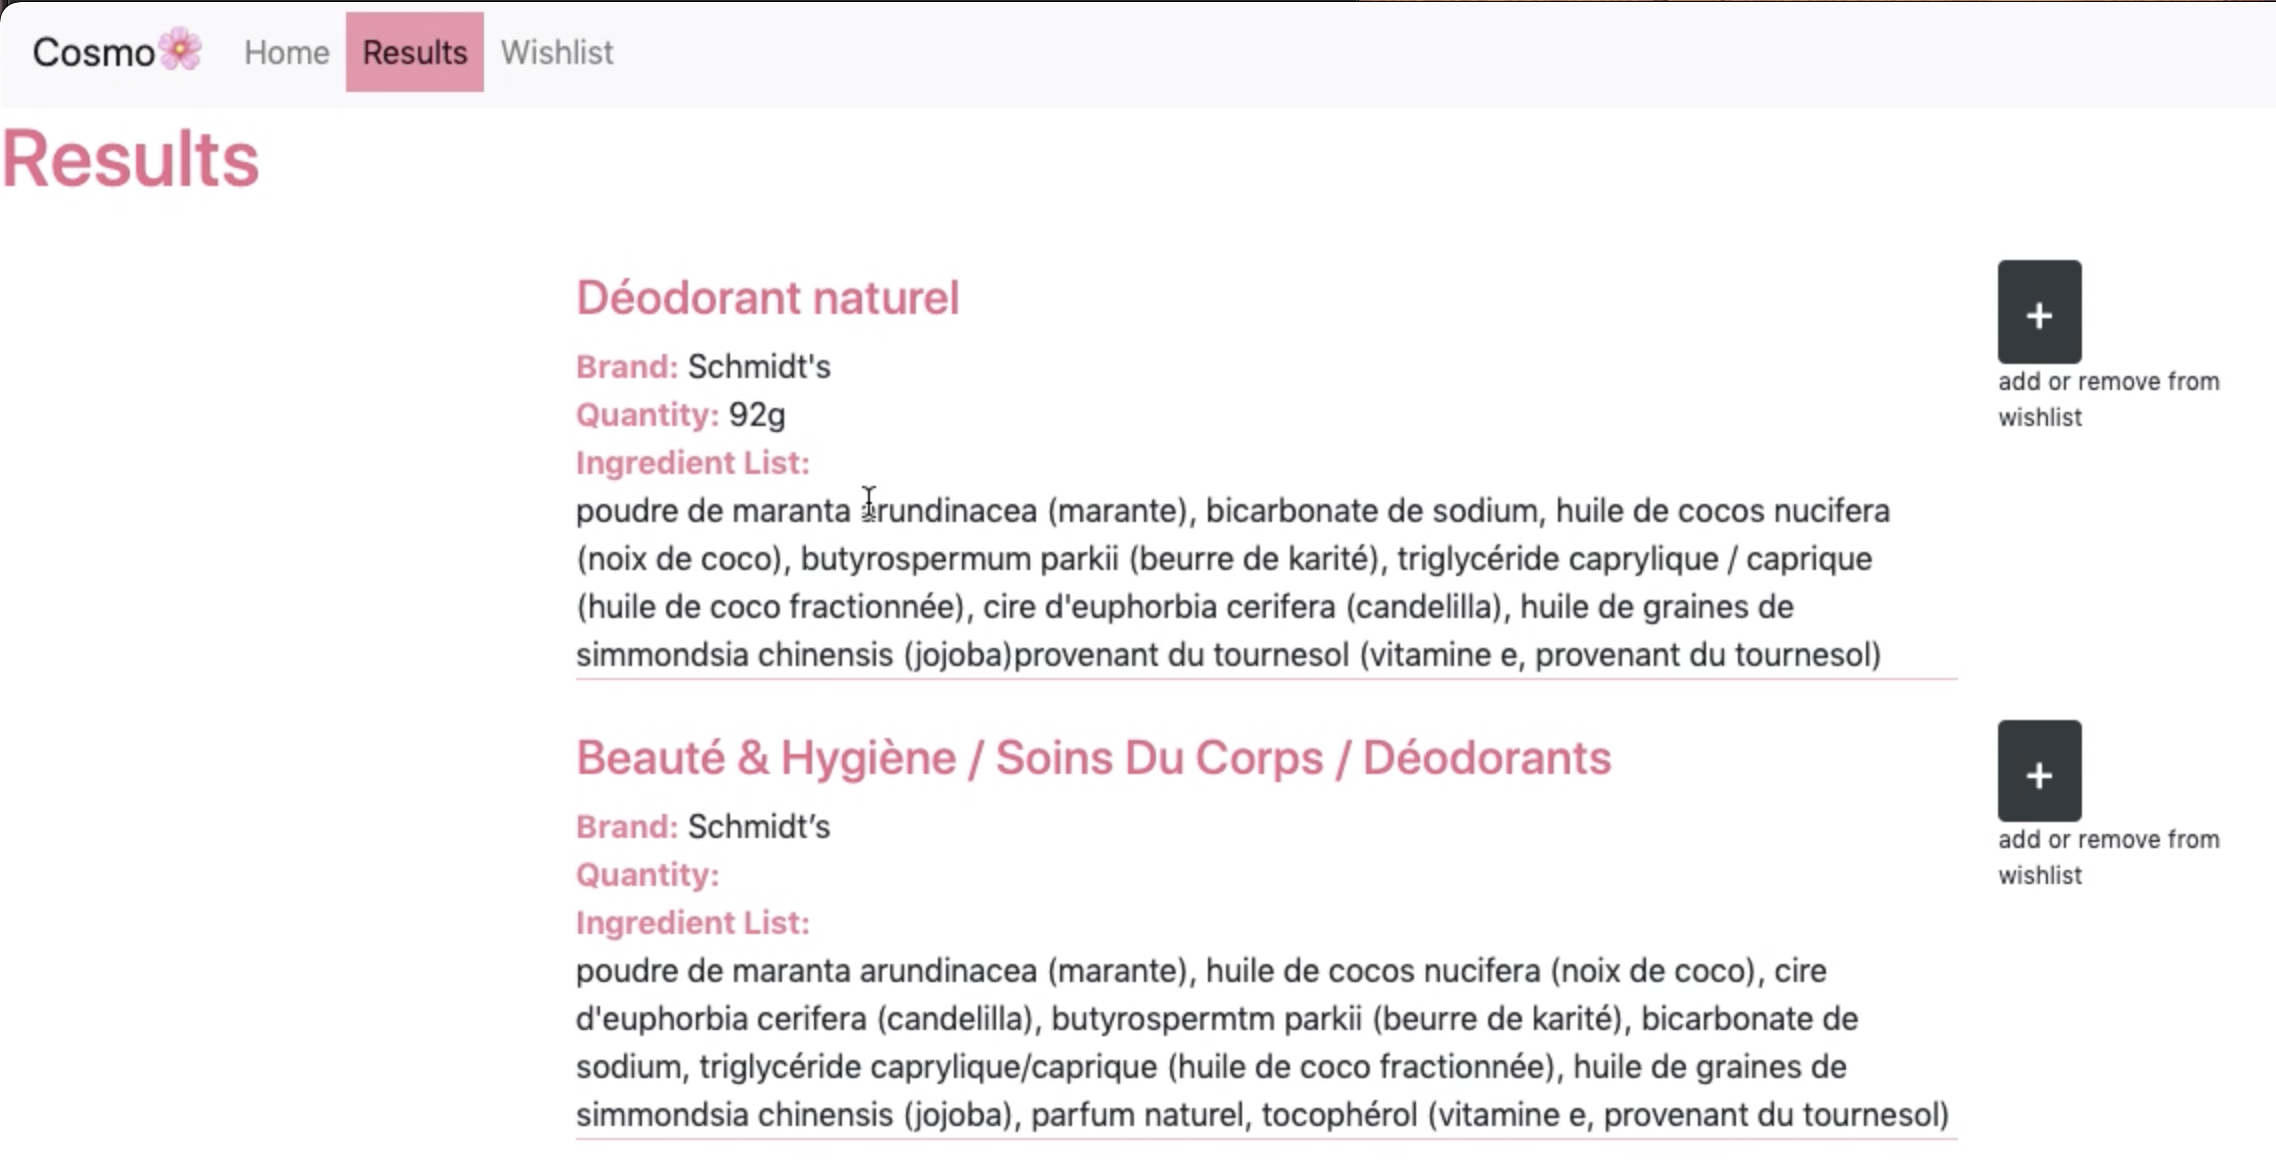 Cosmo🌸 Home Results Wishlist
Results
Déodorant naturel
+
add or remove from
wishlist
Brand: Schmidt's
Quantity: 92g
Ingredient List:
poudre de maranta arundinacea (marante), bicarbonate de sodium, huile de cocos nucifera
(noix de coco), butyrospermum parkii (beurre de karité), triglycéride caprylique / caprique
(huile de coco fractionnée), cire d'euphorbia cerifera (candelilla), huile de graines de
simmondsia chinensis (jojoba)provenant du tournesol (vitamine e, provenant du tournesol)
Beauté & Hygiène / Soins Du Corps / Déodorants
+
add or remove from
wishlist
Brand: Schmidt’s
Quantity:
Ingredient List:
poudre de maranta arundinacea (marante), huile de cocos nucifera (noix de coco), cire
d'euphorbia cerifera (candelilla), butyrospermtm parkii (beurre de karité), bicarbonate de
sodium, triglycéride caprylique/caprique (huile de coco fractionnée), huile de graines de
simmondsia chinensis (jojoba), parfum naturel, tocophérol (vitamine e, provenant du tournesol)